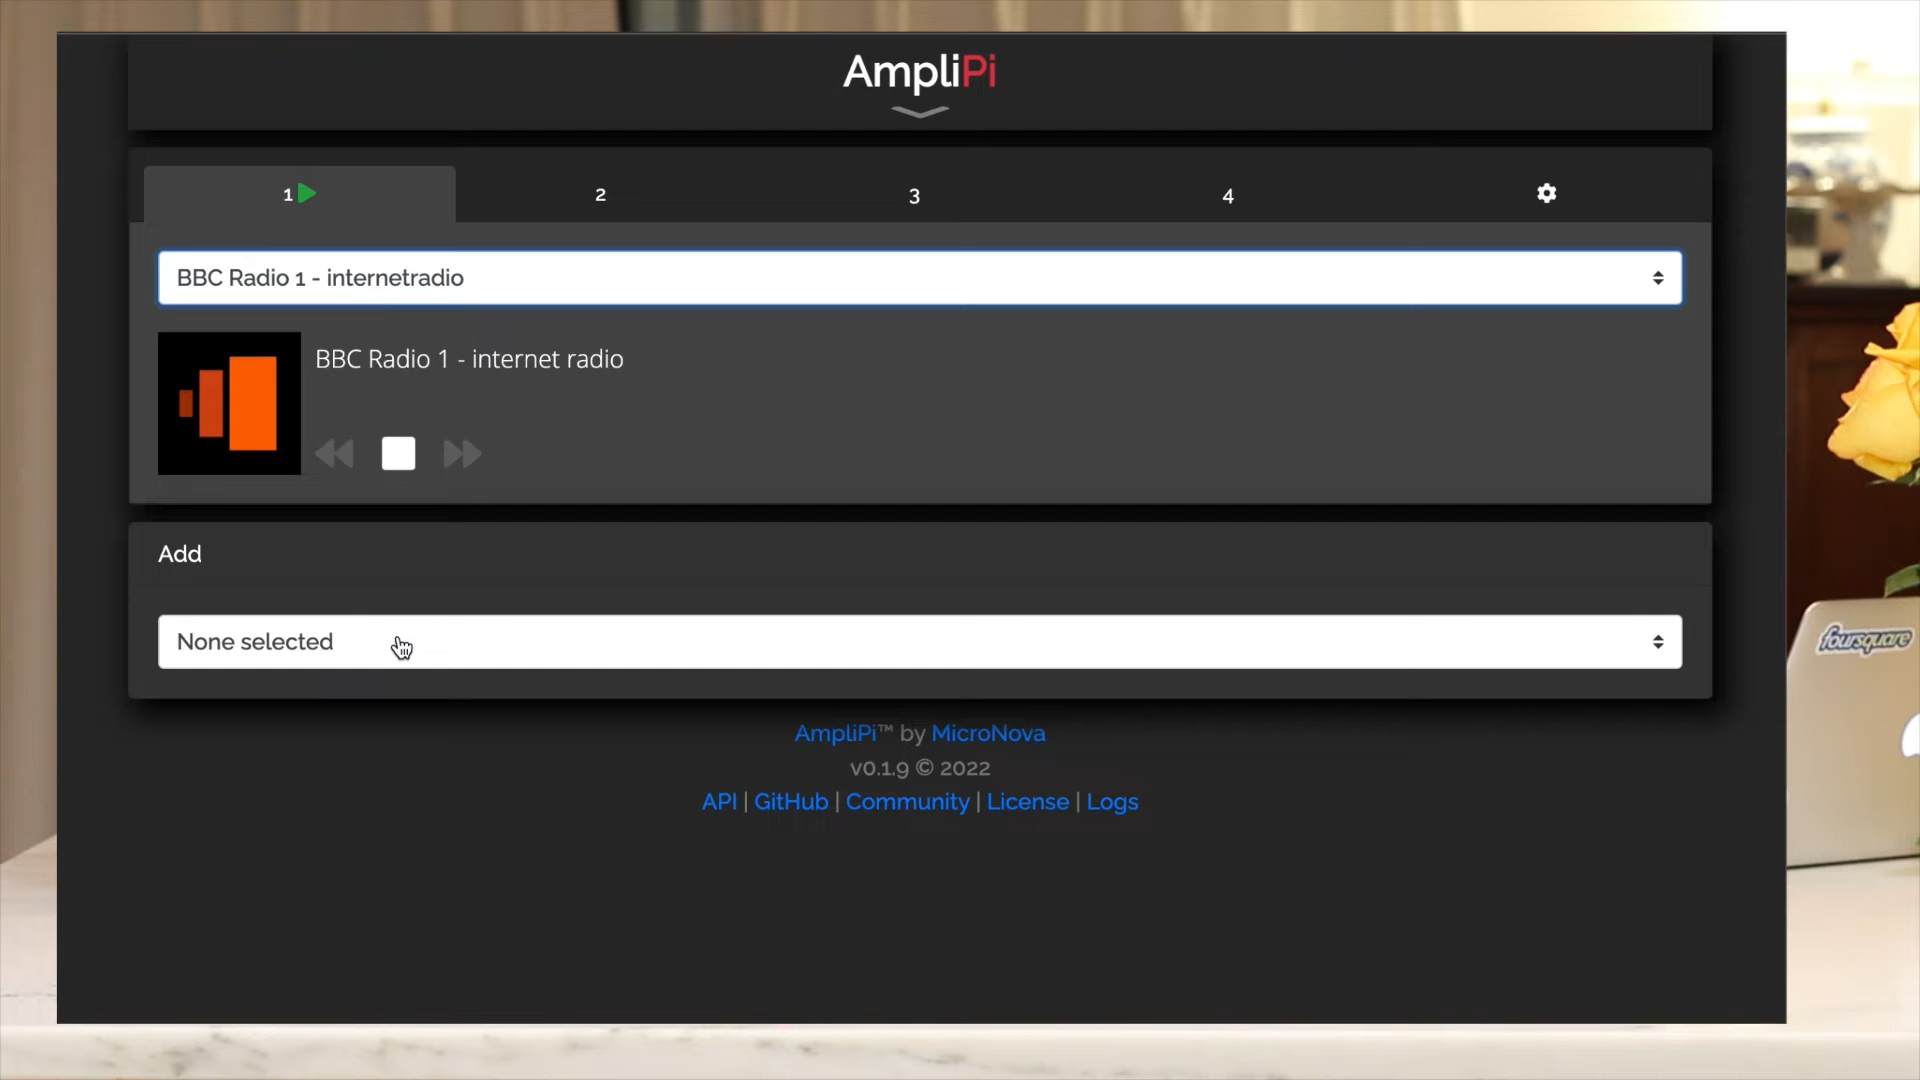 AmpliPi
1
2
3
4
BBC Radio 1 - internetradio
BBC Radio 1 - internet radio
Add
None selected
foursquare
AmpliPi™ by MicroNova
v0.1.9 © 2022
API | GitHub | Community | License | Logs